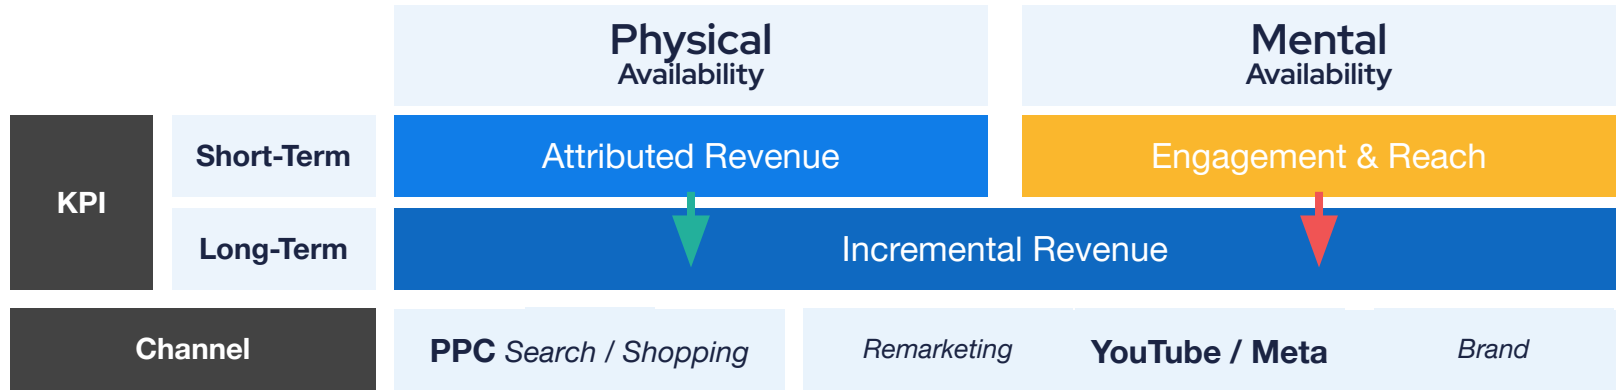 Physical
Availability
Mental
Availability
KPI
Short-Term
Attributed Revenue
Engagement & Reach
Long-Term
Incremental Revenue
Channel
PPC Search / Shopping
Remarketing
YouTube / Meta
Brand